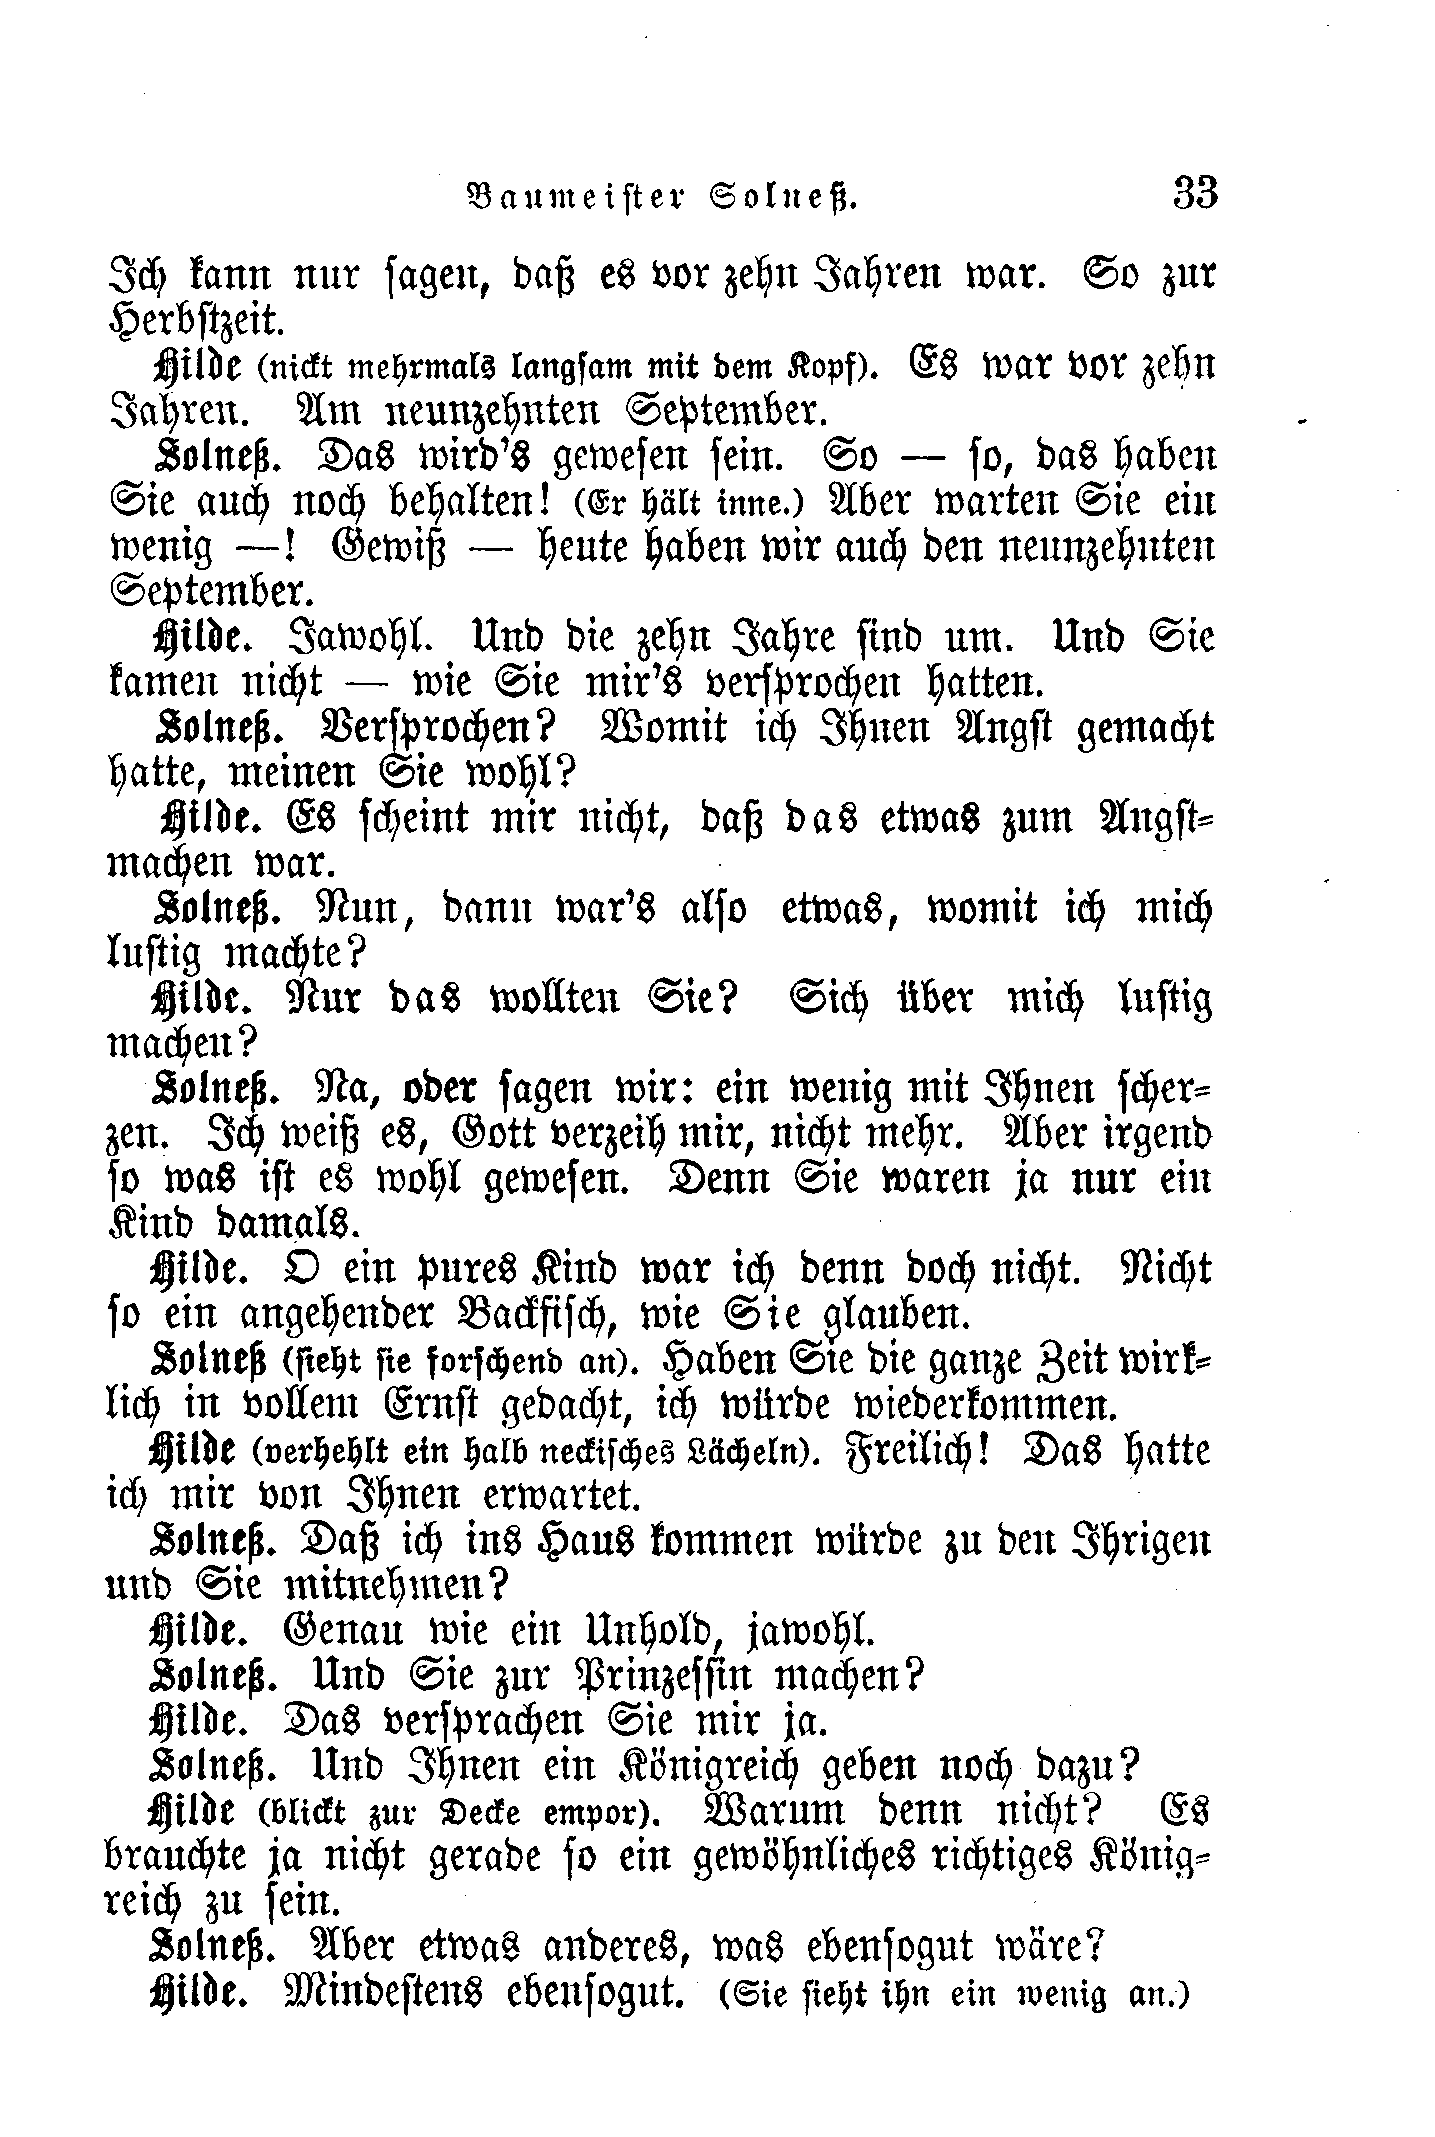 Baumeister Solneß. 33
Ich kann nur sagen, daß es vor zehn Jahren war. So zur
Herbstzeit.
Hilde (nickt mehrmals langsam mit dem Kopf). Es war vor zehn
Jahren. Am neunzehnten September.
Solneß. Das wird's gewesen sein. So — so, das haben
Sie auch noch behalten! (Er hält inne.) Aber warten Sie ein
wenig —! Gewiß — heute haben wir auch den neunzehnten
September.
Hilde. Jawohl. Und die zehn Jahre sind um. Und Sie
kamen nicht — wie Sie mir's versprochen hatten.
Solneß. Versprochen? Womit ich Ihnen Angst gemacht
hatte, meinen Sie wohl?
Hilde. Es scheint mir nicht, daß das etwas zum Angst-
machen war.
Solneß. Nun, dann war's also etwas, womit ich mich
lustig machte?
Hilde. Nur das wollten Sie? Sich über mich lustig
machen?
Solneß. Na, oder sagen wir: ein wenig mit Ihnen scher-
zen. Ich weiß es, Gott verzeih mir, nicht mehr. Aber irgend
so was ist es wohl gewesen. Denn Sie waren ja nur ein
Kind damals.
Hilde. O ein pures Kind war ich denn doch nicht. Nicht
so ein angehender Backfisch, wie Sie glauben.
Solneß (sieht sie forschend an). Haben Sie die ganze Zeit wirk-
lich in vollem Ernst gedacht, ich würde wiederkommen.
Hilde (verhehlt ein halb neckisches Lächeln). Freilich! Das hatte
ich mir von Ihnen erwartet.
Solneß. Daß ich ins Haus kommen würde zu den Ihrigen
und Sie mitnehmen?
Hilde. Genau wie ein Unhold, jawohl.
Solneß. Und Sie zur Prinzessin machen?
Hilde. Das versprachen Sie mir ja.
Solneß. Und Ihnen ein Königreich geben noch dazu?
Hilde (blickt zur Decke empor). Warum denn nicht? Es
brauchte ja nicht gerade so ein gewöhnliches richtiges König-
reich zu sein.
Solneß. Aber etwas anderes, was ebensogut wäre?
Hilde. Mindestens ebensogut. (Sie sieht ihn ein wenig an.)